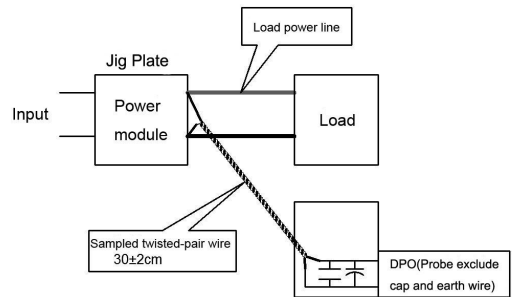 Load power line
Jig Plate
Input
Power
module
Load
Sampled twisted-pair wire
30±2cm
DPO(Probe exclude
cap and earth wire)